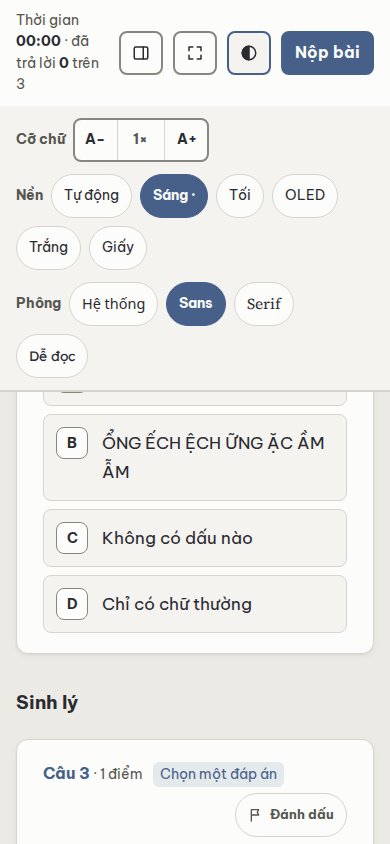 Thời gian
00:00 · đã
trả lời 0 trên
3
Nộp bài
Cỡ chữ A− 1× A+
Nền Tự động Sáng · Tối OLED
Trắng Giấy
Phông Hệ thống Sans Serif
Dễ đọc
B ỔNG ẾCH ỆCH ỮNG ẶC ẦM
ẪM
C Không có dấu nào
D Chỉ có chữ thường
Sinh lý
Câu 3 · 1 điểm Chọn một đáp án
Đánh dấu